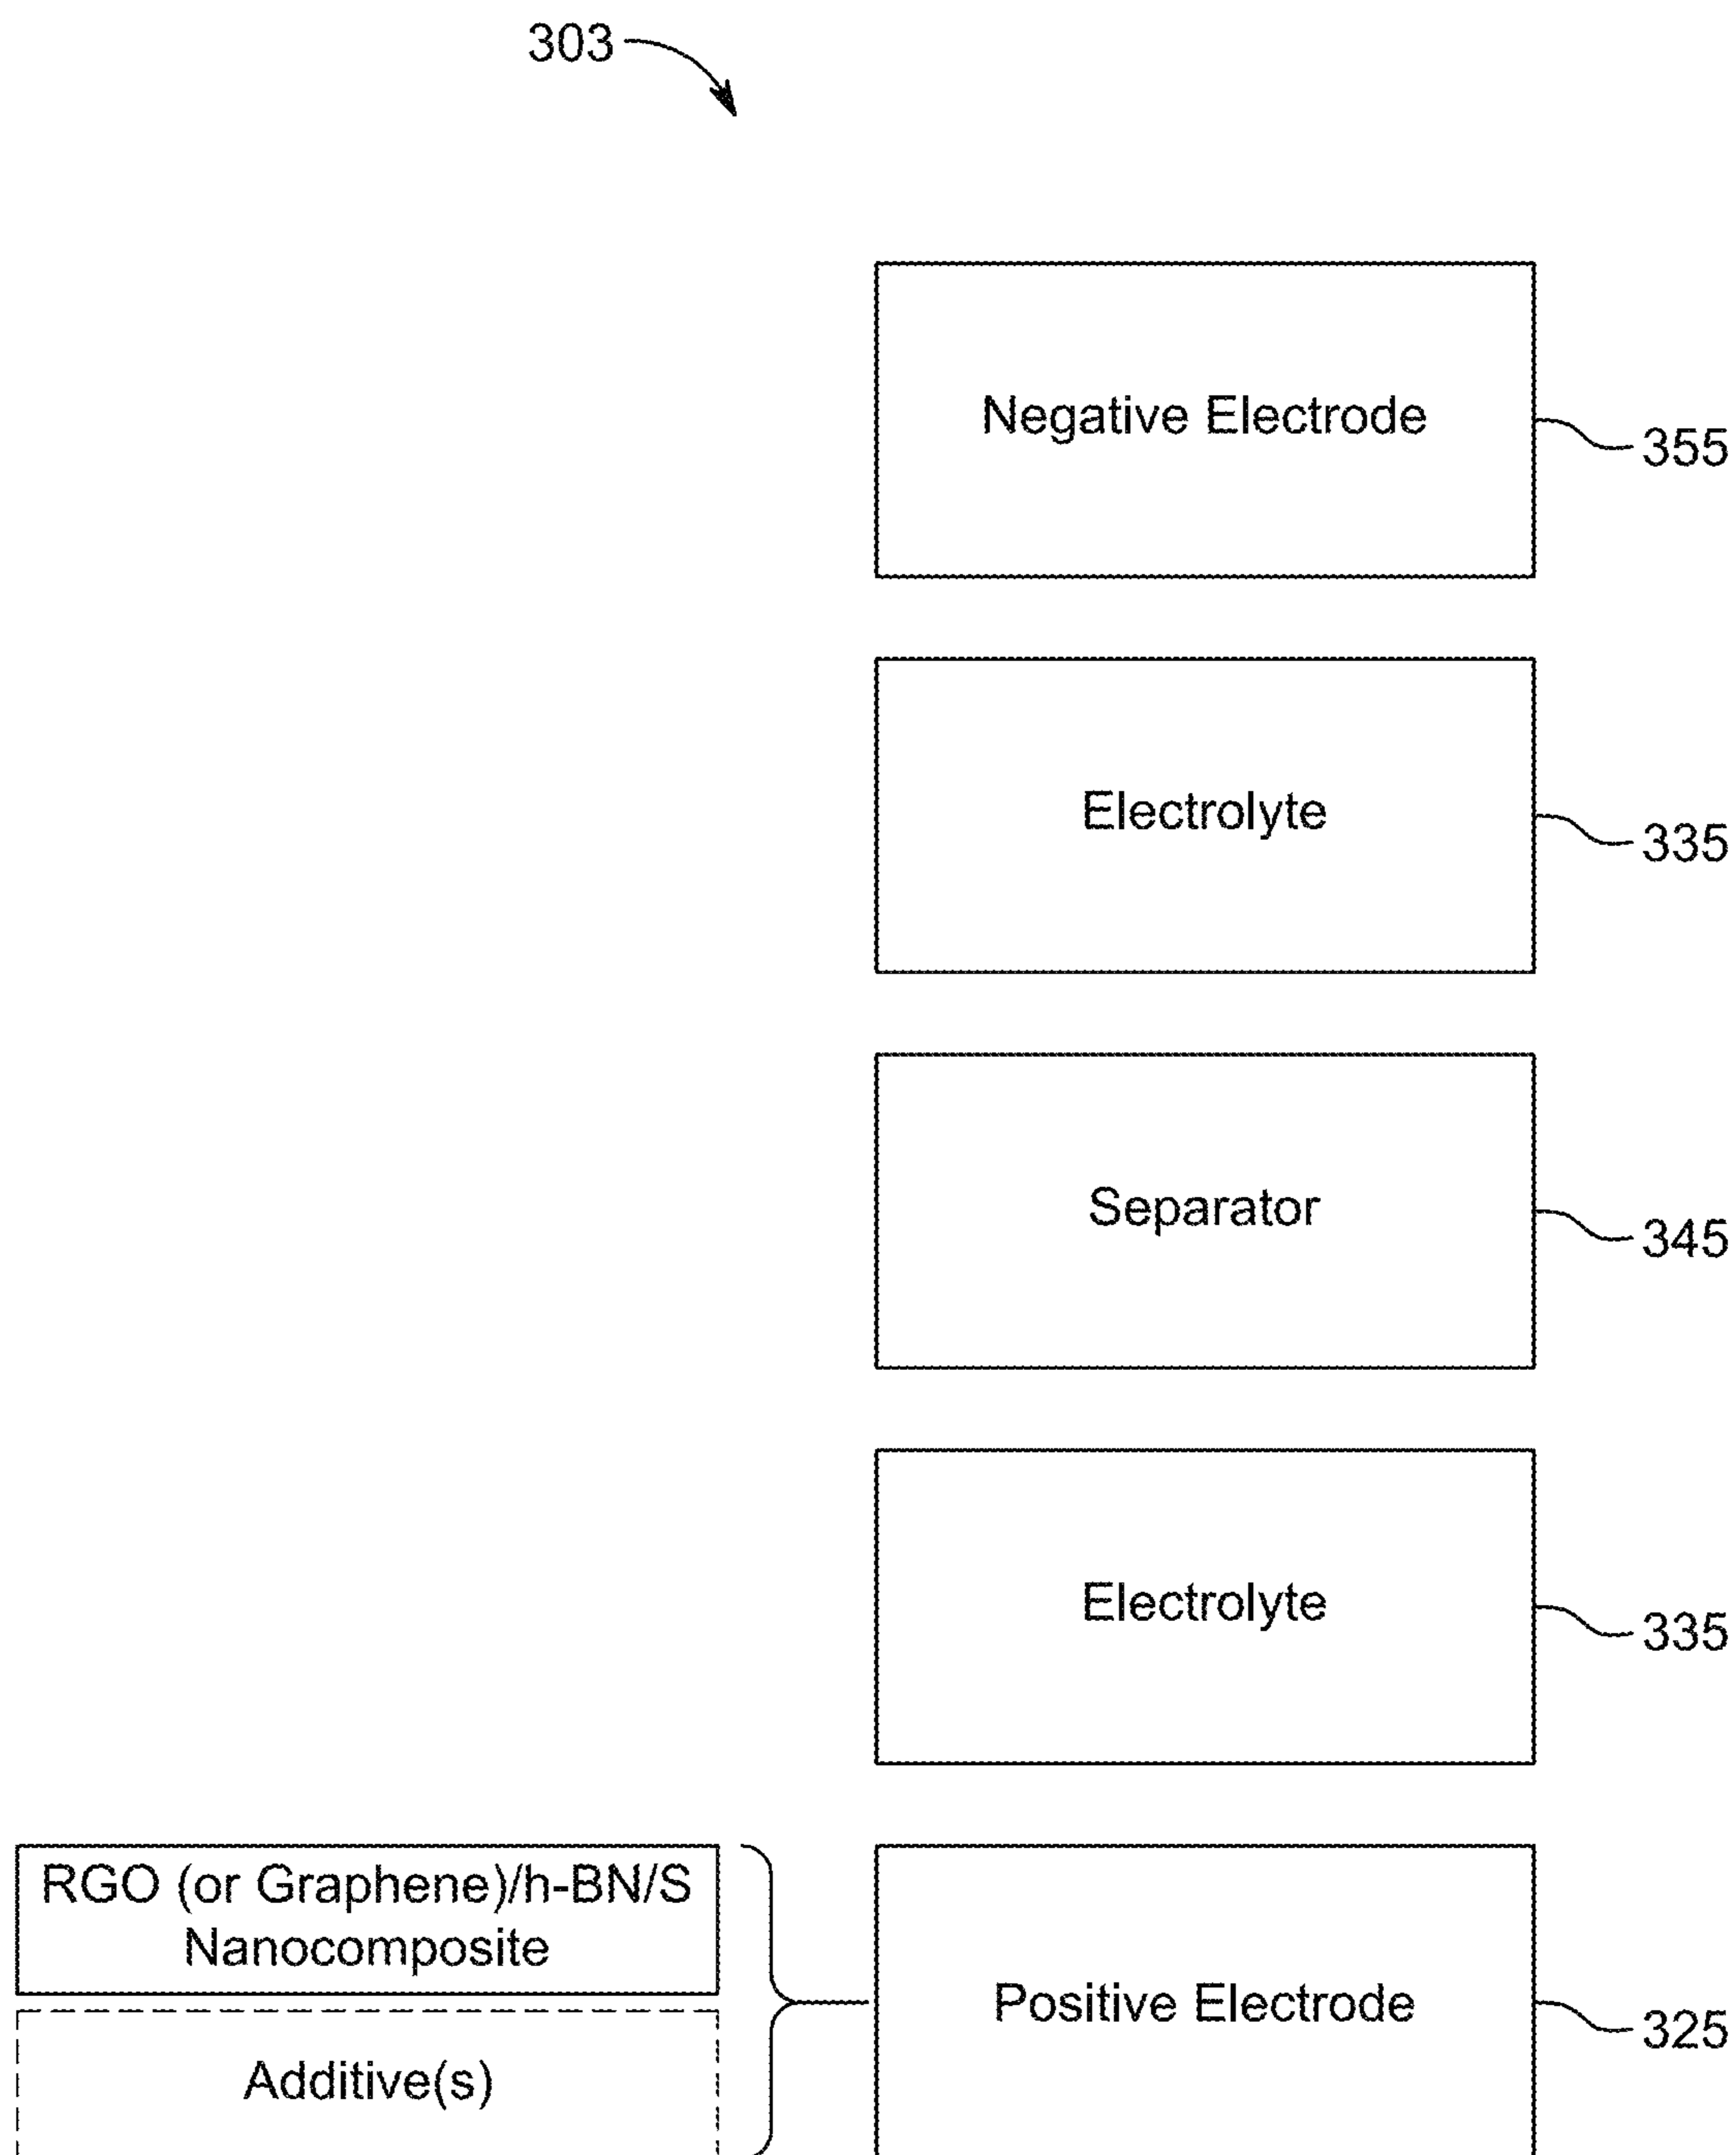 303
Negative Electrode
355
Electrolyte
335
Separator
345
Electrolyte
335
RGO (or Graphene)/h-BN/S
Nanocomposite
Additive(s)
Positive Electrode
325